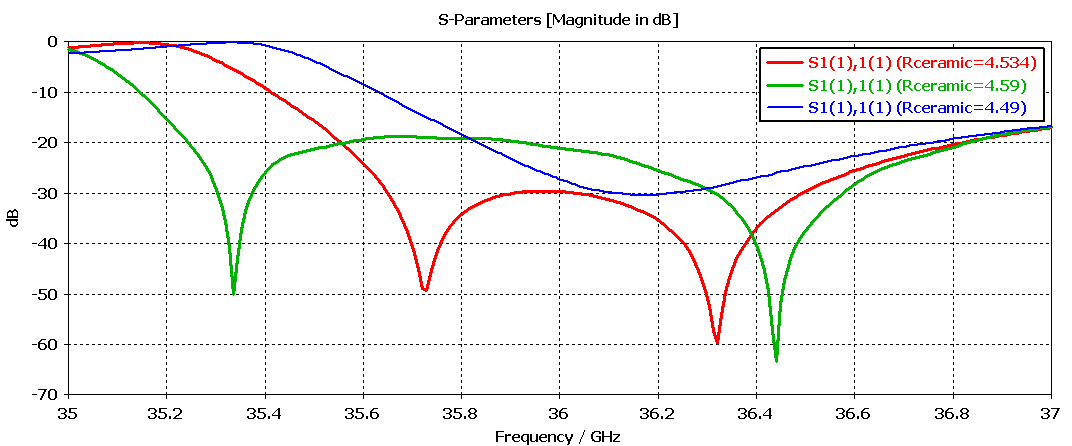 S-Parameters [Magnitude in dB]
S1(1),1(1) (Rceramic=4.534)
S1(1),1(1) (Rceramic=4.59)
S1(1),1(1) (Rceramic=4.49)
0
-10
-20
-30
-40
-50
-60
-70
dB
35 35.2 35.4 35.6 35.8 36 36.2 36.4 36.6 36.8 37
Frequency / GHz